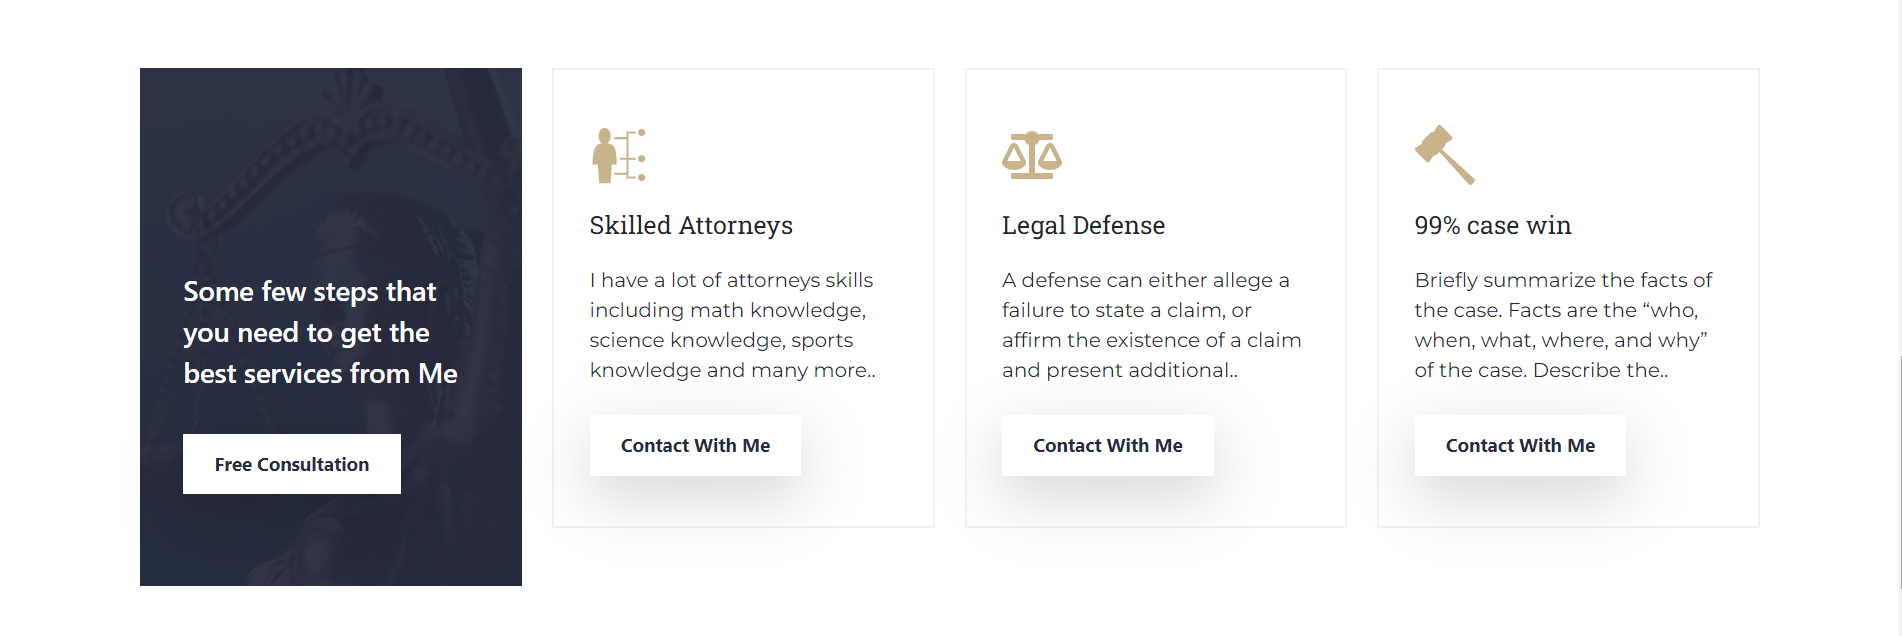 Some few steps that
you need to get the
best services from Me
Free Consultation
Skilled Attorneys
I have a lot of attorneys skills
including math knowledge,
science knowledge, sports
knowledge and many more..
Contact With Me
Legal Defense
A defense can either allege a
failure to state a claim, or
affirm the existence of a claim
and present additional..
Contact With Me
99% case win
Briefly summarize the facts of
the case. Facts are the “who,
when, what, where, and why”
of the case. Describe the..
Contact With Me